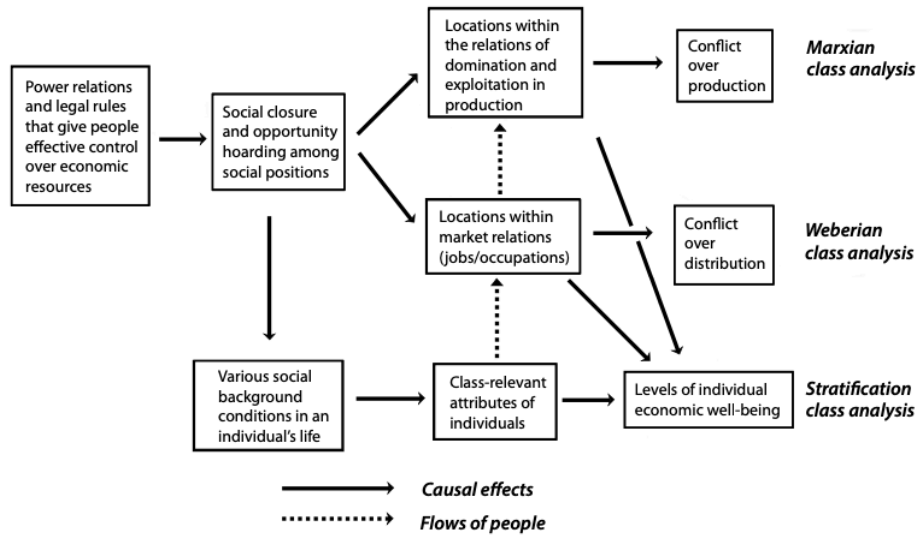 Power relations
and legal rules
that give people
effective control
over economic
resources
Social closure
and opportunity
hoarding among
social positions
Locations within
the relations of
domination and
exploitation in
production
Conflict
over
production
Marxian
class analysis
Locations within
market relations
(jobs/occupations)
Conflict
over
distribution
Weberian
class analysis
Various social
background
conditions in an
individual’s life
Class-relevant
attributes of
individuals
Levels of individual
economic well-being
Stratification
class analysis
Causal effects
Flows of people